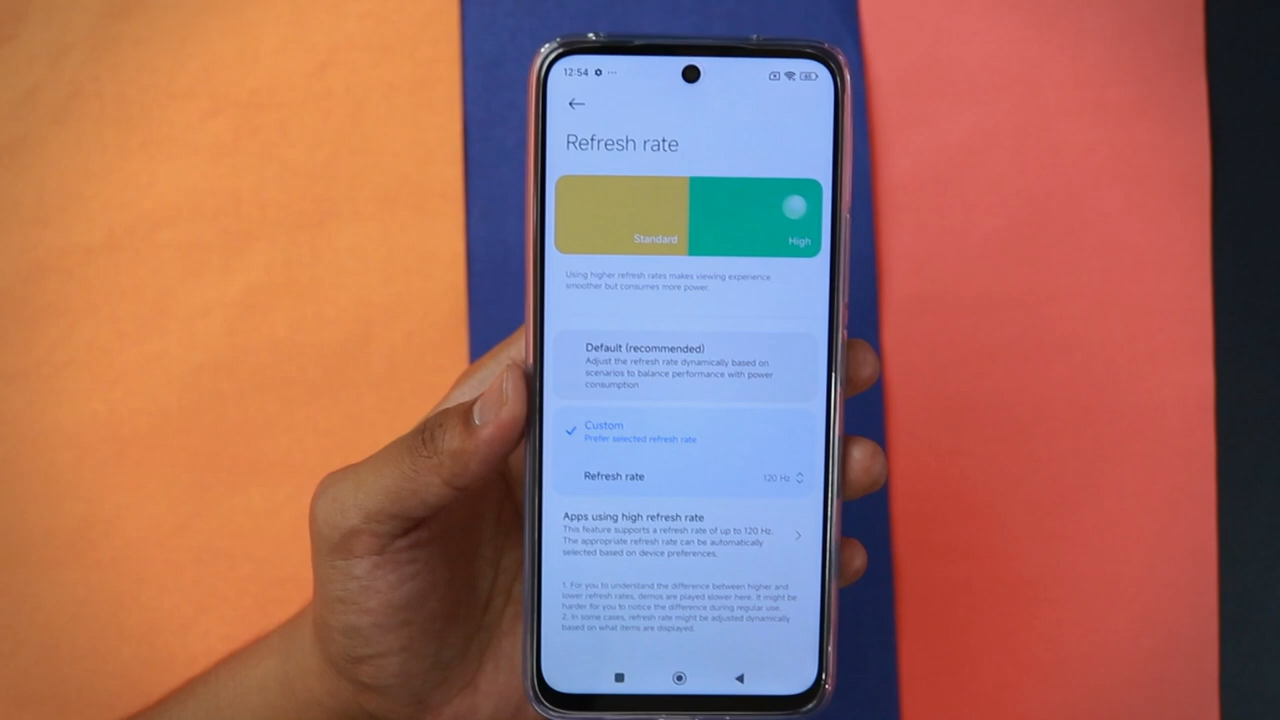 12:54
Refresh rate
Standard
High
Using higher refresh rates makes viewing experience
smoother but consumes more power.
Default (recommended)
Adjust the refresh rate dynamically based on
scenarios to balance performance with power
consumption
Custom
Prefer selected refresh rate
Refresh rate 120 Hz
Apps using high refresh rate
This feature supports a refresh rate of up to 120 Hz.
The appropriate refresh rate can be automatically
selected based on device preferences.
1. For you to understand the difference between higher and
lower refresh rates, demos are played slower here. It might be
harder for you to notice the difference during regular use.
2. In some cases, refresh rate might be adjusted dynamically
based on what items are displayed.